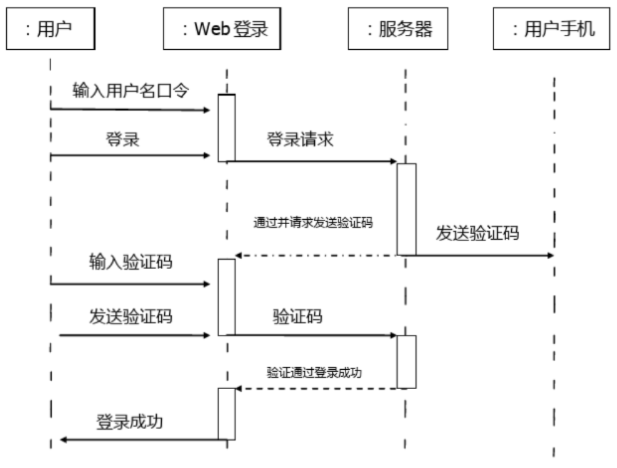 ：用户
：Web 登录
：服务器
：用户手机
输入用户名口令
登录
登录请求
通过并请求发送验证码
发送验证码
输入验证码
发送验证码
验证码
验证通过登录成功
登录成功